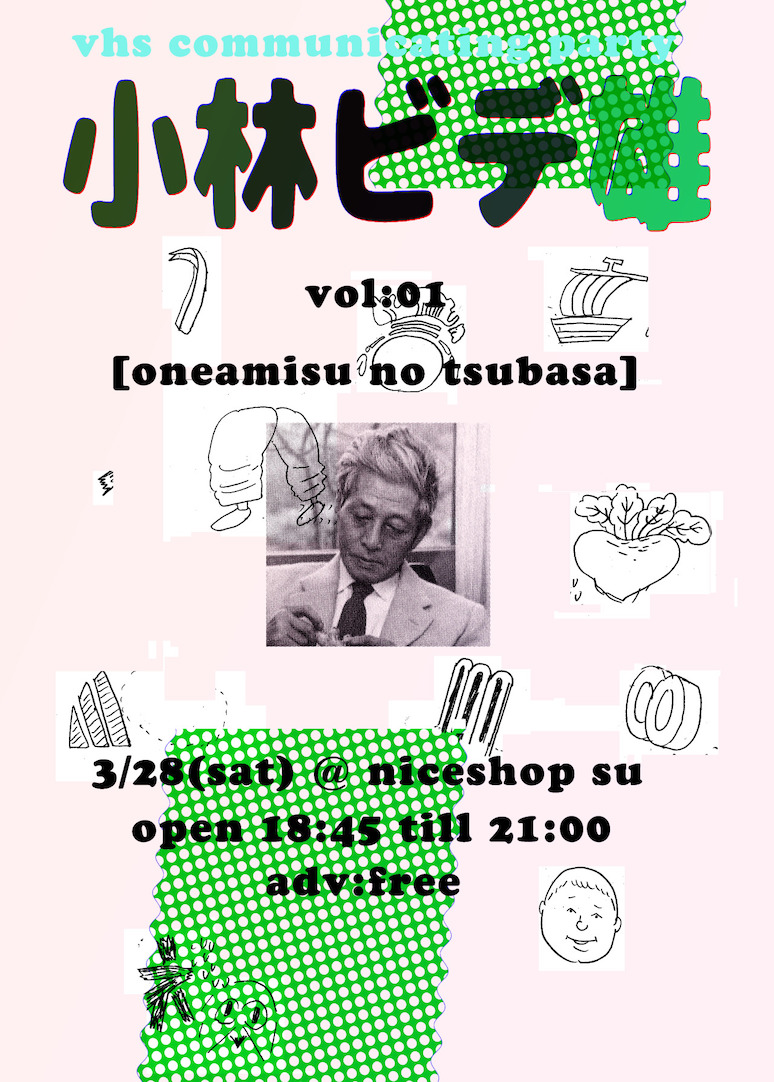 vhs communicating party
小林ビデ雄
vol:01
[oneamisu no tsubasa]
3/28(sat) @ niceshop su
open 18:45 till 21:00
adv:free